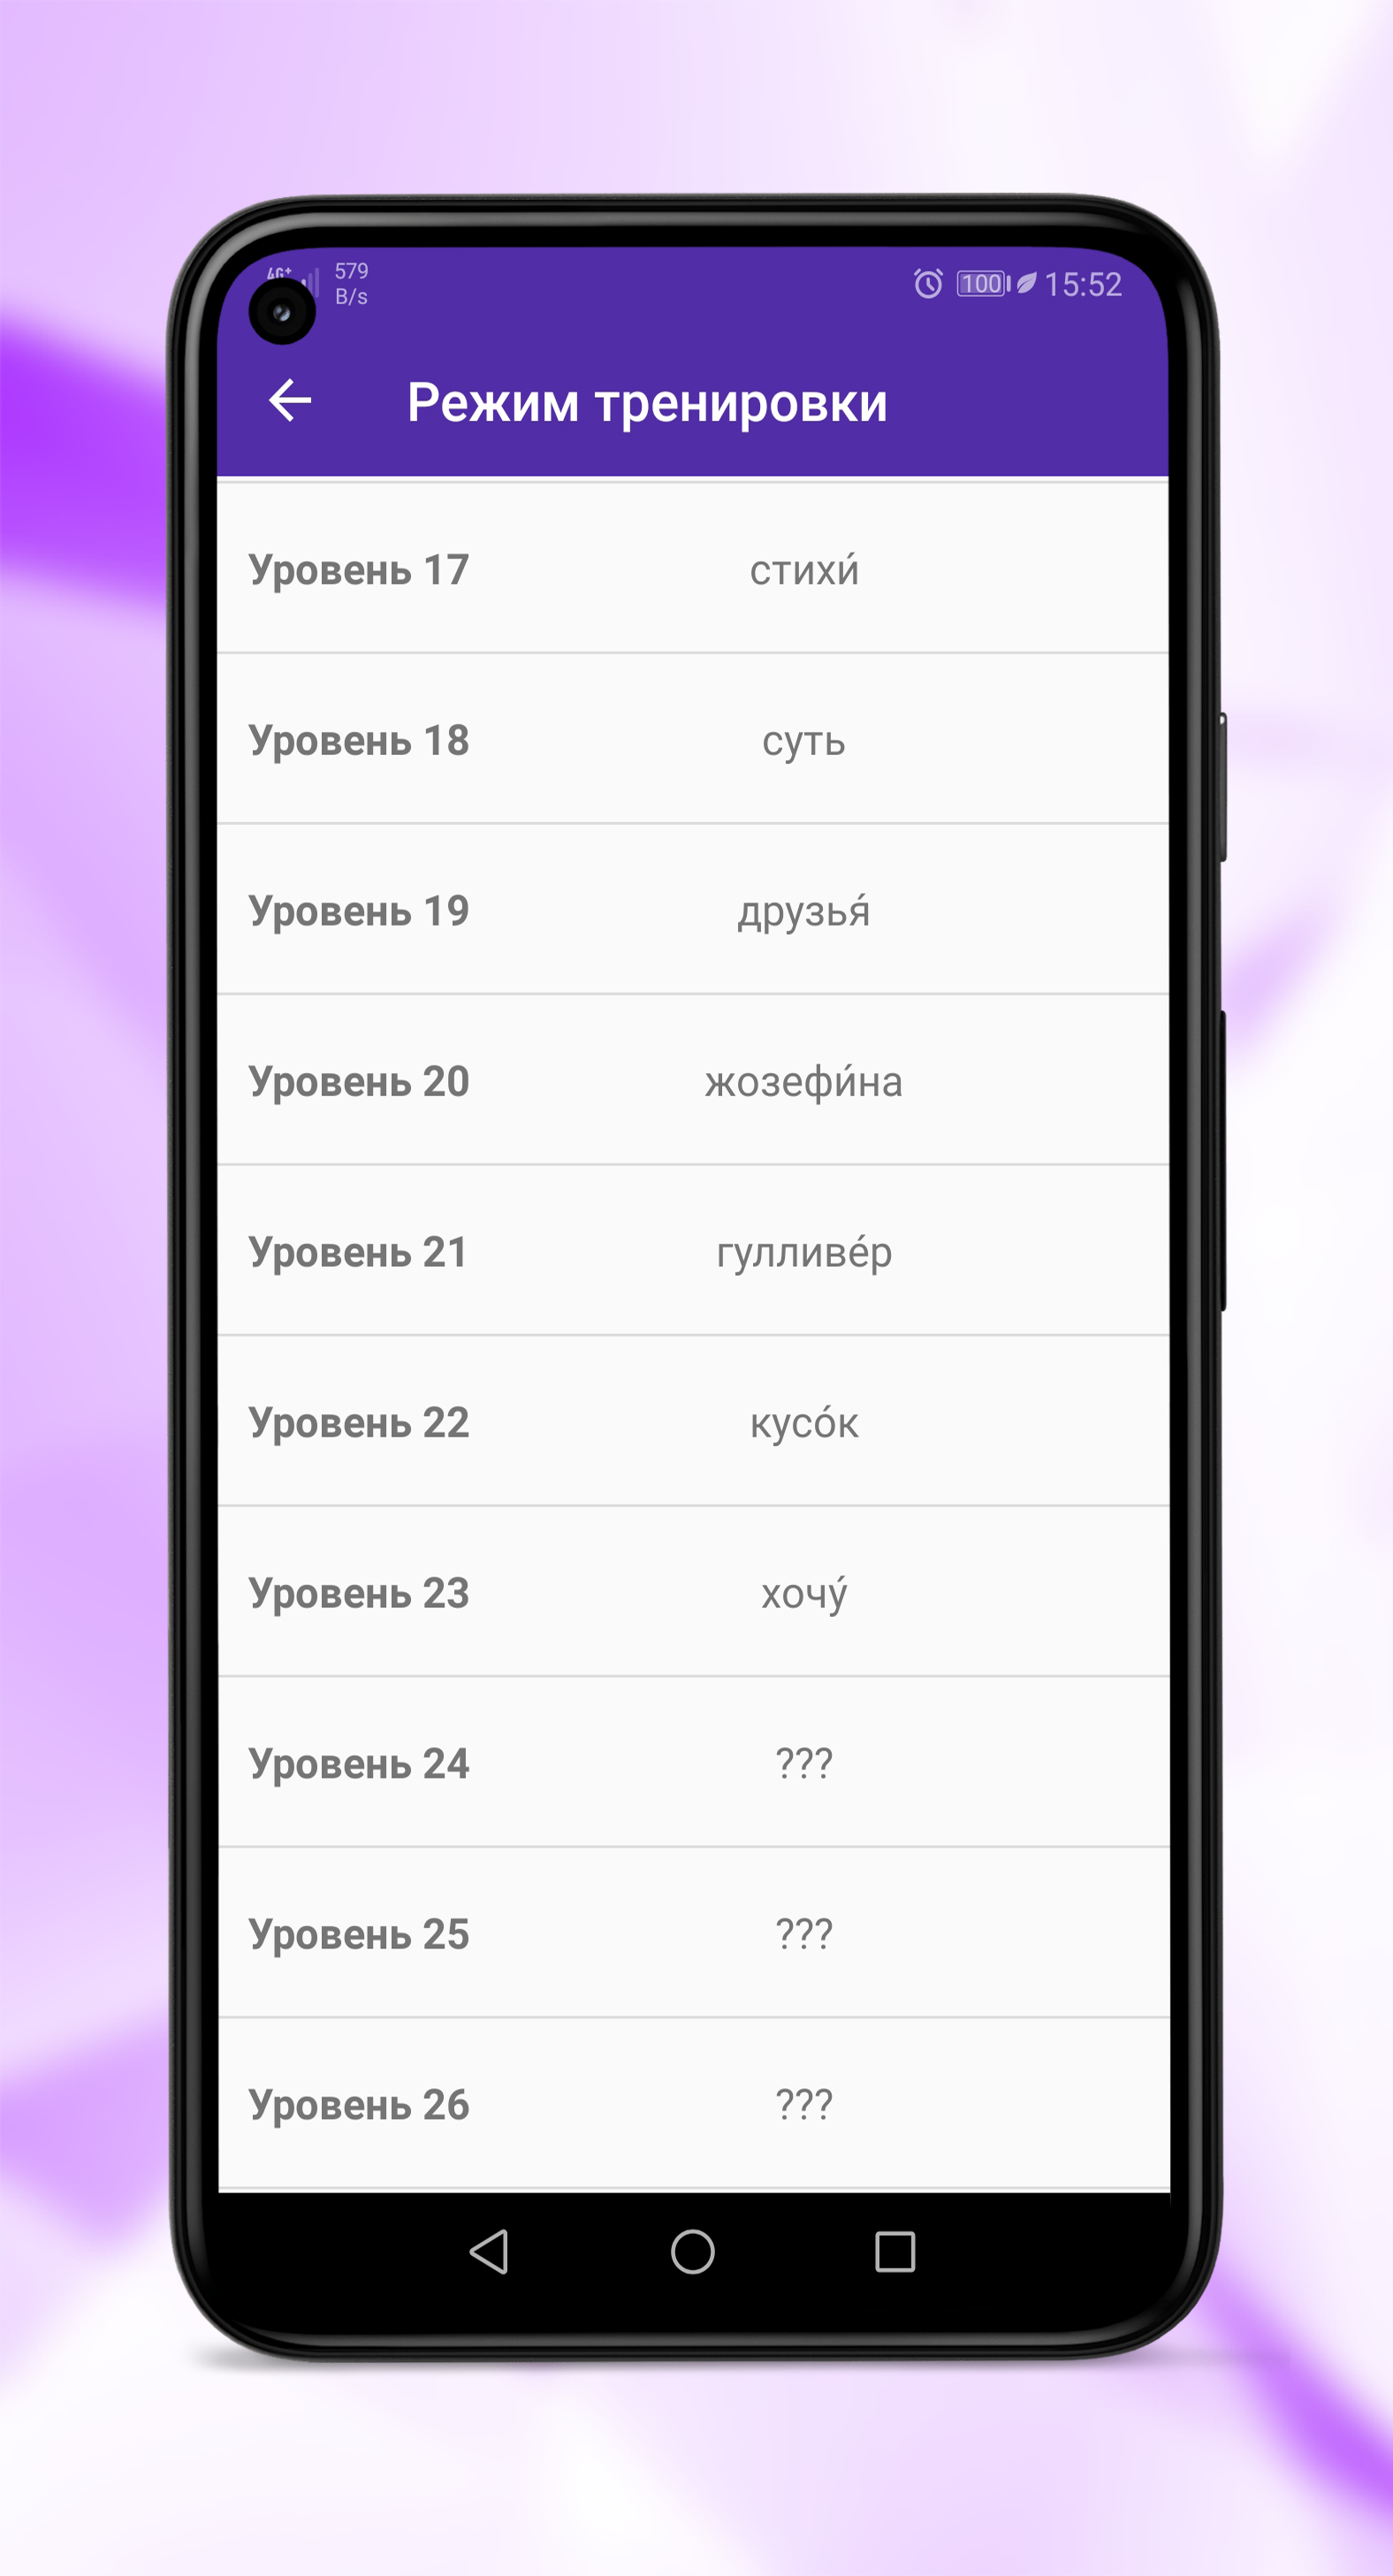 4G+
579
B/s
100
15:52
Режим тренировки
Уровень 17 стихи́
Уровень 18 суть
Уровень 19 друзья́
Уровень 20 жозефи́на
Уровень 21 гулливе́р
Уровень 22 кусо́к
Уровень 23 хочу́
Уровень 24 ???
Уровень 25 ???
Уровень 26 ???